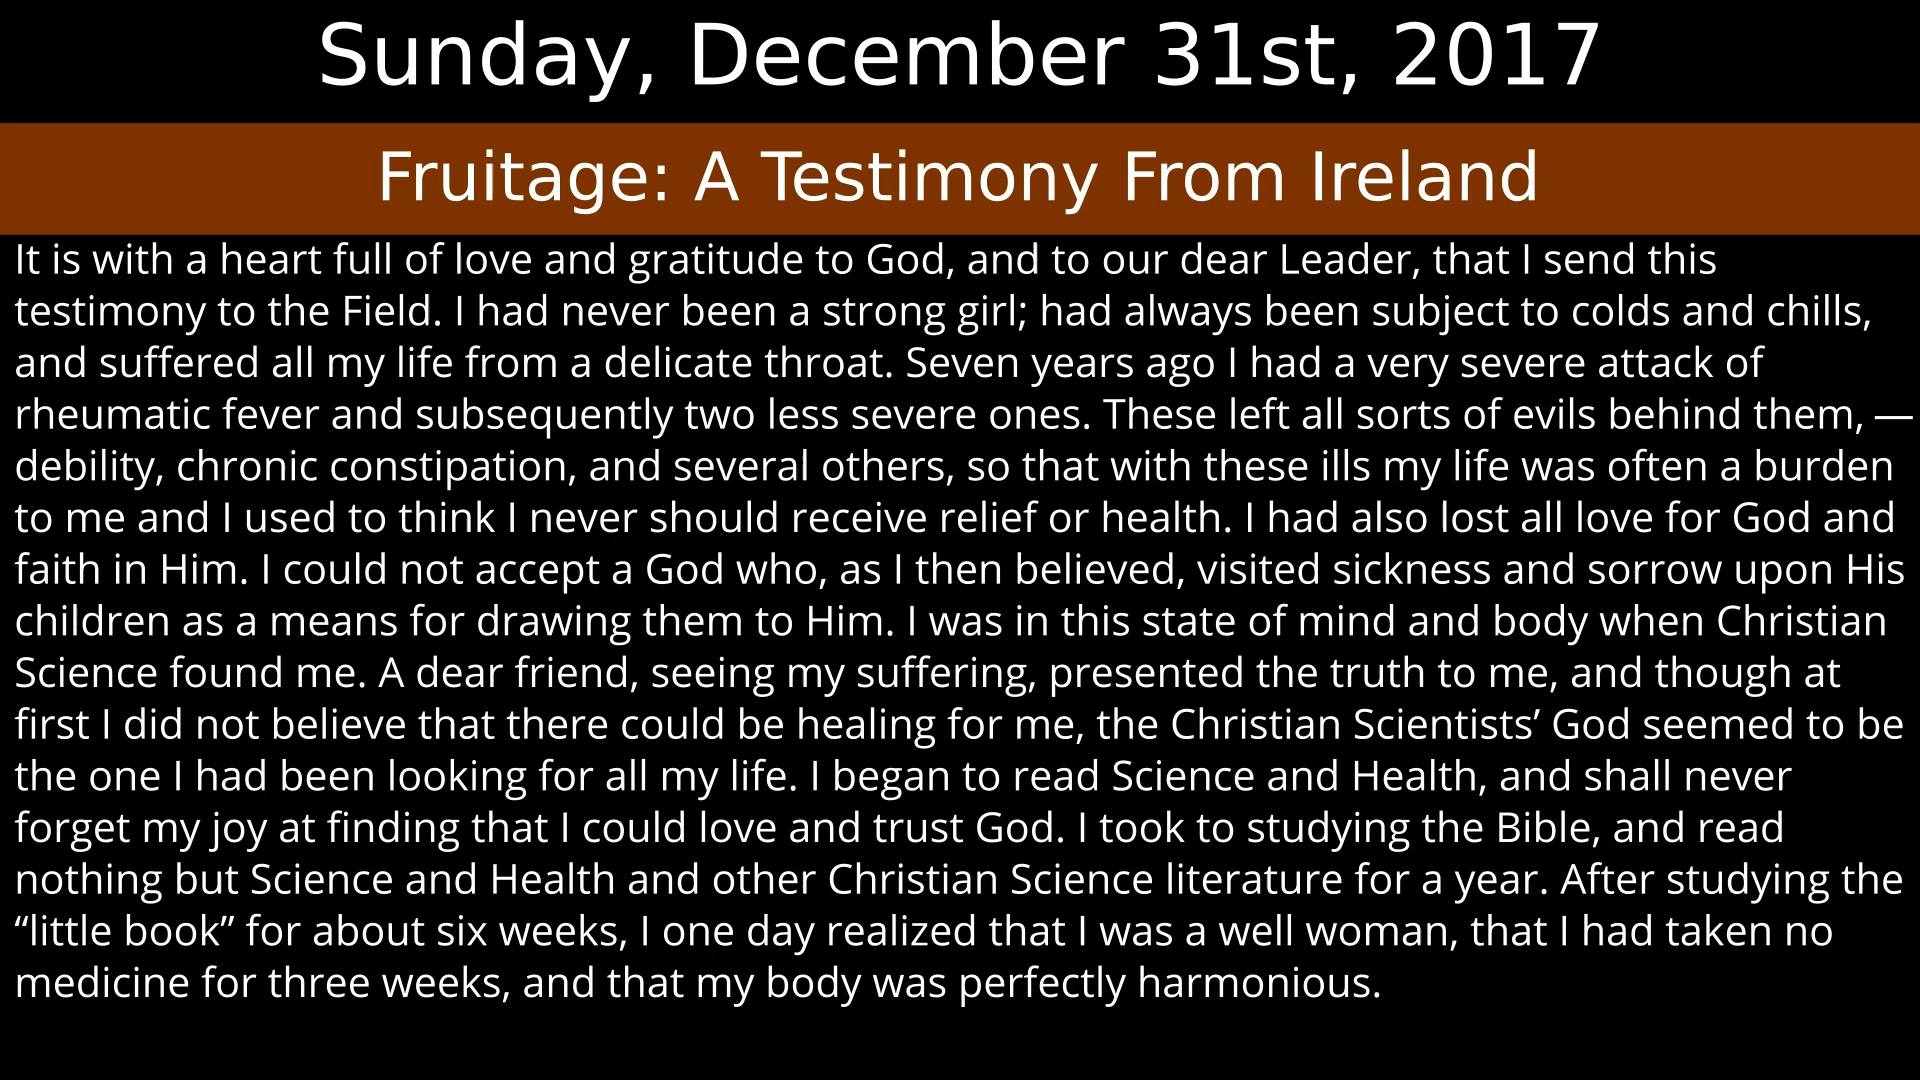 Sunday, December 31st, 2017
Fruitage: A Testimony From Ireland
It is with a heart full of love and gratitude to God, and to our dear Leader, that I send this
testimony to the Field. I had never been a strong girl; had always been subject to colds and chills,
and suffered all my life from a delicate throat. Seven years ago I had a very severe attack of
rheumatic fever and subsequently two less severe ones. These left all sorts of evils behind them, —
debility, chronic constipation, and several others, so that with these ills my life was often a burden
to me and I used to think I never should receive relief or health. I had also lost all love for God and
faith in Him. I could not accept a God who, as I then believed, visited sickness and sorrow upon His
children as a means for drawing them to Him. I was in this state of mind and body when Christian
Science found me. A dear friend, seeing my suffering, presented the truth to me, and though at
first I did not believe that there could be healing for me, the Christian Scientists’ God seemed to be
the one I had been looking for all my life. I began to read Science and Health, and shall never
forget my joy at finding that I could love and trust God. I took to studying the Bible, and read
nothing but Science and Health and other Christian Science literature for a year. After studying the
“little book” for about six weeks, I one day realized that I was a well woman, that I had taken no
medicine for three weeks, and that my body was perfectly harmonious.